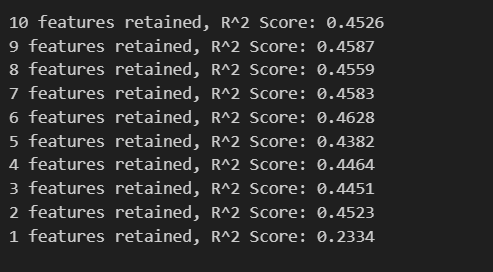 10 features retained, R^2 Score: 0.4526
9 features retained, R^2 Score: 0.4587
8 features retained, R^2 Score: 0.4559
7 features retained, R^2 Score: 0.4583
6 features retained, R^2 Score: 0.4628
5 features retained, R^2 Score: 0.4382
4 features retained, R^2 Score: 0.4464
3 features retained, R^2 Score: 0.4451
2 features retained, R^2 Score: 0.4523
1 features retained, R^2 Score: 0.2334